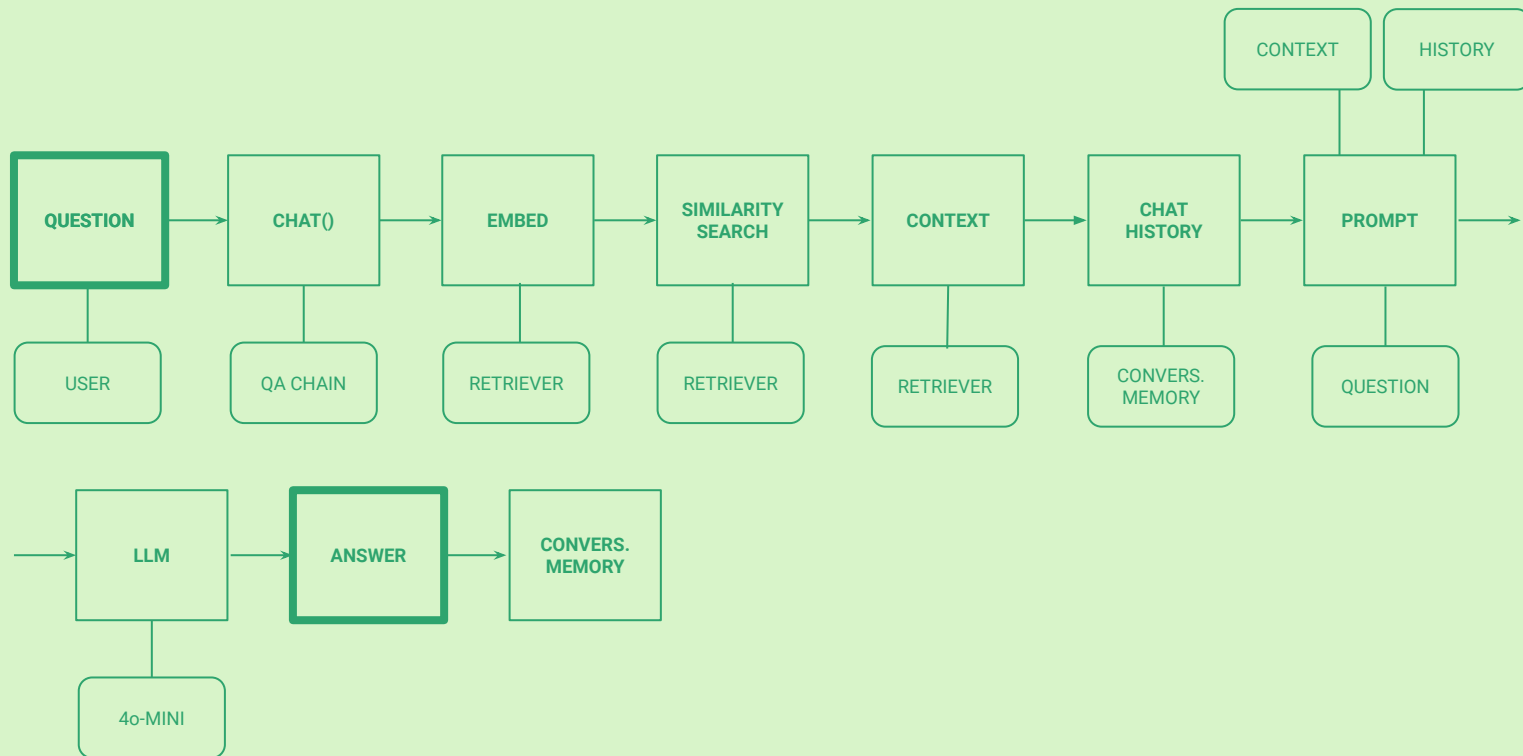 CONTEXT
HISTORY
QUESTION
CHAT()
EMBED
SIMILARITY
SEARCH
CONTEXT
CHAT
HISTORY
PROMPT
USER
QA CHAIN
RETRIEVER
RETRIEVER
RETRIEVER
CONVERS.
MEMORY
QUESTION
LLM
ANSWER
CONVERS.
MEMORY
4o-MINI